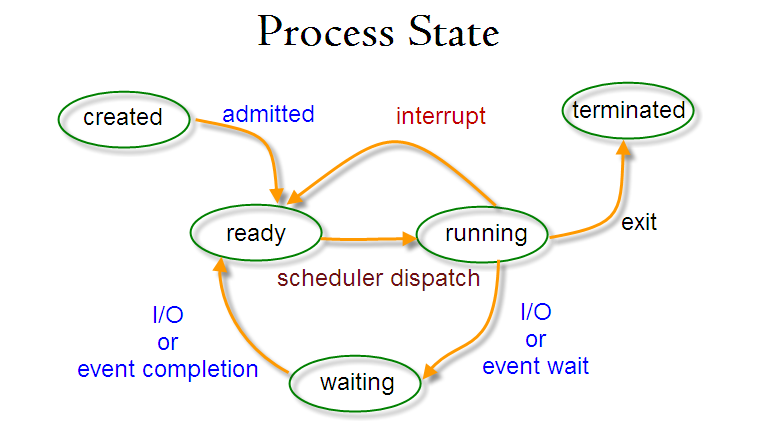 Process State
created
admitted
interrupt
terminated
ready
running
exit
scheduler dispatch
I/O
or
event completion
I/O
or
event wait
waiting